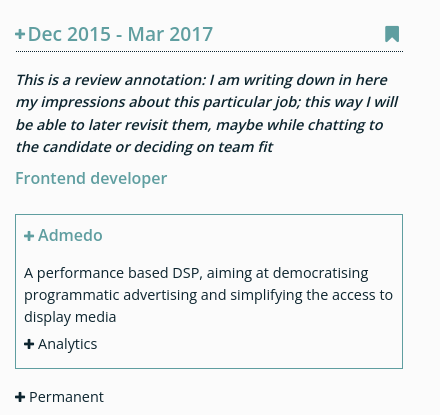 +Dec 2015 - Mar 2017
This is a review annotation: I am writing down in here
my impressions about this particular job; this way I will
be able to later revisit them, maybe while chatting to
the candidate or deciding on team fit
Frontend developer
+ Admedo
A performance based DSP, aiming at democratising
programmatic advertising and simplifying the access to
display media
+ Analytics
+ Permanent